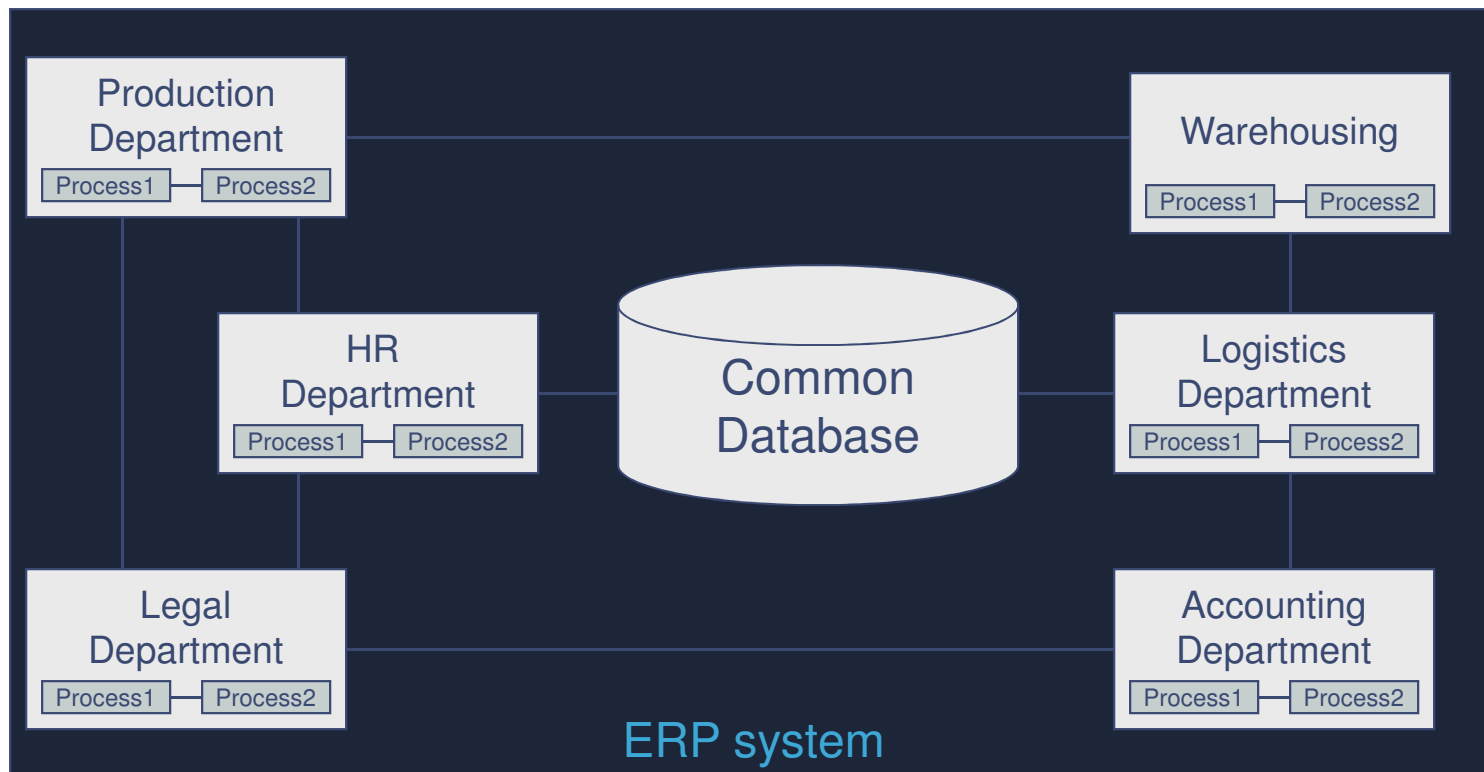 Production
Department
Process1 Process2
Warehousing
Process1 Process2
HR
Department
Process1 Process2
Common
Database
Logistics
Department
Process1 Process2
Legal
Department
Process1 Process2
Accounting
Department
Process1 Process2
ERP system